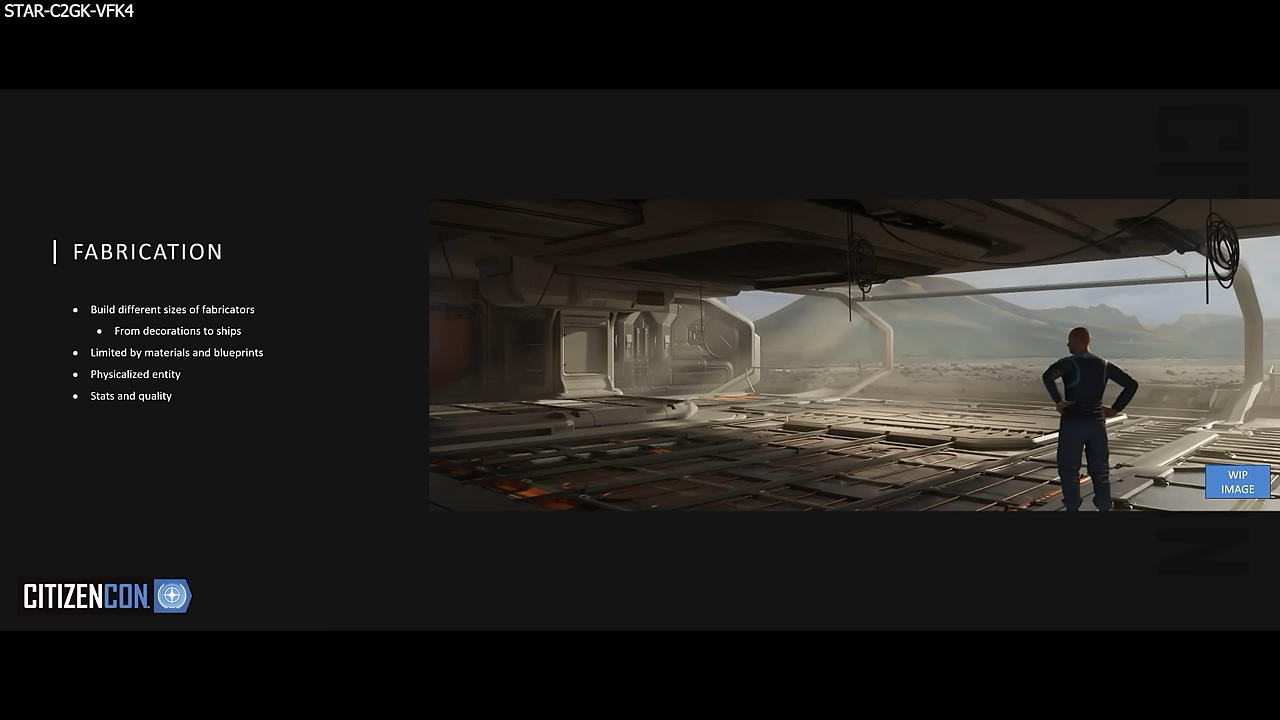 STAR-C2GK-VFK4
FABRICATION
Build different sizes of fabricators
From decorations to ships
Limited by materials and blueprints
Physicalized entity
Stats and quality
WIP
IMAGE
CITIZENCON